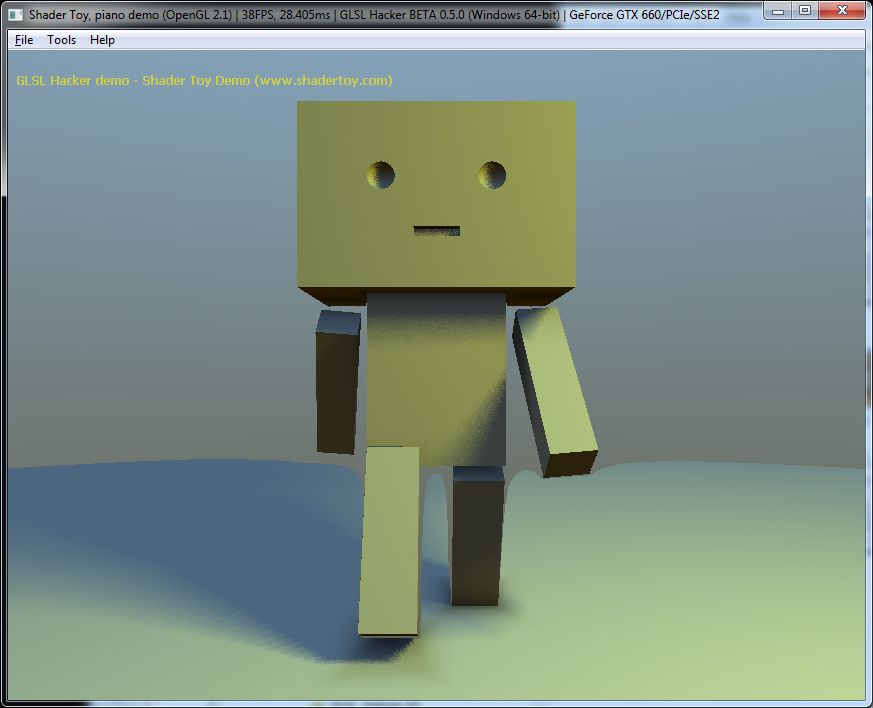 Shader Toy, piano demo (OpenGL 2.1) | 38FPS, 28.405ms | GLSL Hacker BETA 0.5.0 (Windows 64-bit) | GeForce GTX 660/PCIe/SSE2
File Tools Help
GLSL Hacker demo - Shader Toy Demo (www.shadertoy.com)